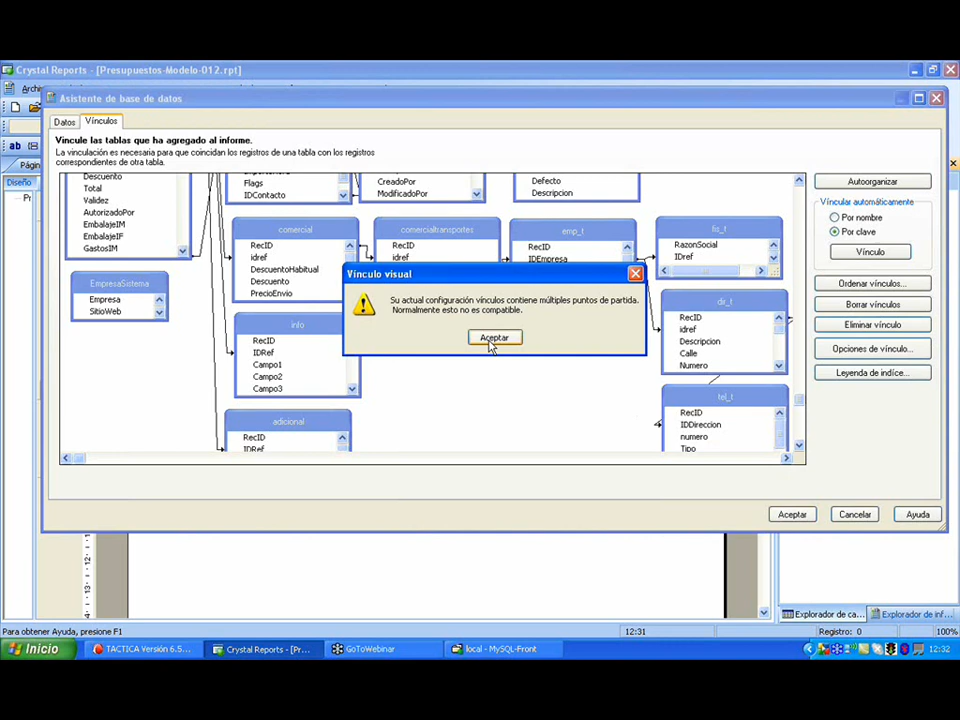 Crystal Reports - [Presupuestos-Modelo-012.rpt]
Archi
Asistente de base de datos
Datos
Vínculos
Vincule las tablas que ha agregado al informe.
La vinculación es necesaria para que coincidan los registros de una tabla con los registros
correspondientes de otra tabla.
Págin
Diseño
Pr
Descuento
Total
Validez
AutorizadoPor
EmbalajeIM
EmbalajeIF
GastosIM
Flags
IDContacto
CreadoPor
ModificadoPor
Defecto
Descripcion
EmpresaSistema
Empresa
SitioWeb
comercial
RecID
idref
DescuentoHabitual
Descuento
PrecioEnvio
comercialtransportes
RecID
idref
emp_t
RecID
IDEmpresa
fis_t
RazonSocial
IDref
info
RecID
IDRef
Campo1
Campo2
Campo3
dir_t
RecID
idref
Descripcion
Calle
Numero
adicional
RecID
IDRef
tel_t
RecID
IDDireccion
numero
Tipo
Vínculo visual
Su actual configuración vínculos contiene múltiples puntos de partida.
Normalmente esto no es compatible.
Aceptar
Autoorganizar
Víncular automáticamente
Por nombre
Por clave
Vínculo
Ordenar vínculos...
Borrar vínculos
Eliminar vínculo
Opciones de vínculo...
Leyenda de indíce...
Aceptar
Cancelar
Ayuda
Explorador de ca...
Explorador de inf...
Para obtener Ayuda, presione F1
12:31
Registro: 0
100%
Inicio
TACTICA Versión 6.5...
Crystal Reports - [Pr...
GoToWebinar
local - MySQL-Front
12:32